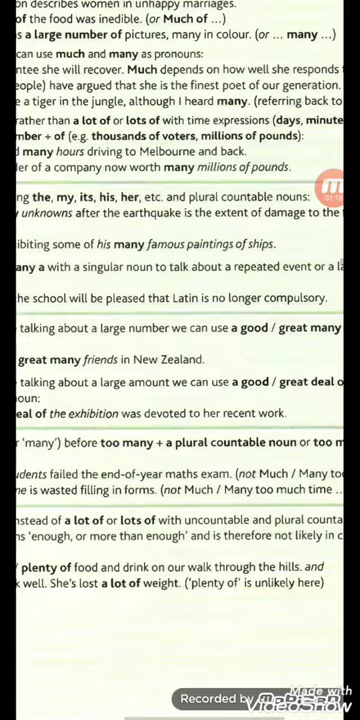 on describes women in unhappy marriages.
of the food was inedible. (or Much of ...)
s a large number of pictures, many in colour. (or ... many ...)
can use much and many as pronouns:
ntee she will recover. Much depends on how well she responds t
eople) have argued that she is the finest poet of our generation.
e a tiger in the jungle, although I heard many. (referring back to
rather than a lot of or lots of with time expressions (days, minute
mber + of (e.g. thousands of voters, millions of pounds):
d many hours driving to Melbourne and back.
der of a company now worth many millions of pounds.
ng the, my, its, his, her, etc. and plural countable nouns:
y unknowns after the earthquake is the extent of damage to the
ibiting some of his many famous paintings of ships.
any a with a singular noun to talk about a repeated event or a la
he school will be pleased that Latin is no longer compulsory.
talking about a large number we can use a good / great many
great many friends in New Zealand.
talking about a large amount we can use a good / great deal o
oun:
eal of the exhibition was devoted to her recent work.
r 'many') before too many + a plural countable noun or too m
udents failed the end-of-year maths exam. (not Much / Many too
me is wasted filling in forms. (not Much / Many too much time ...
nstead of a lot of or lots of with uncountable and plural counta
ns 'enough, or more than enough' and is therefore not likely in c
/ plenty of food and drink on our walk through the hills. and
k well. She's lost a lot of weight. ('plenty of' is unlikely here)
Made with
Recorded by
VideoShow